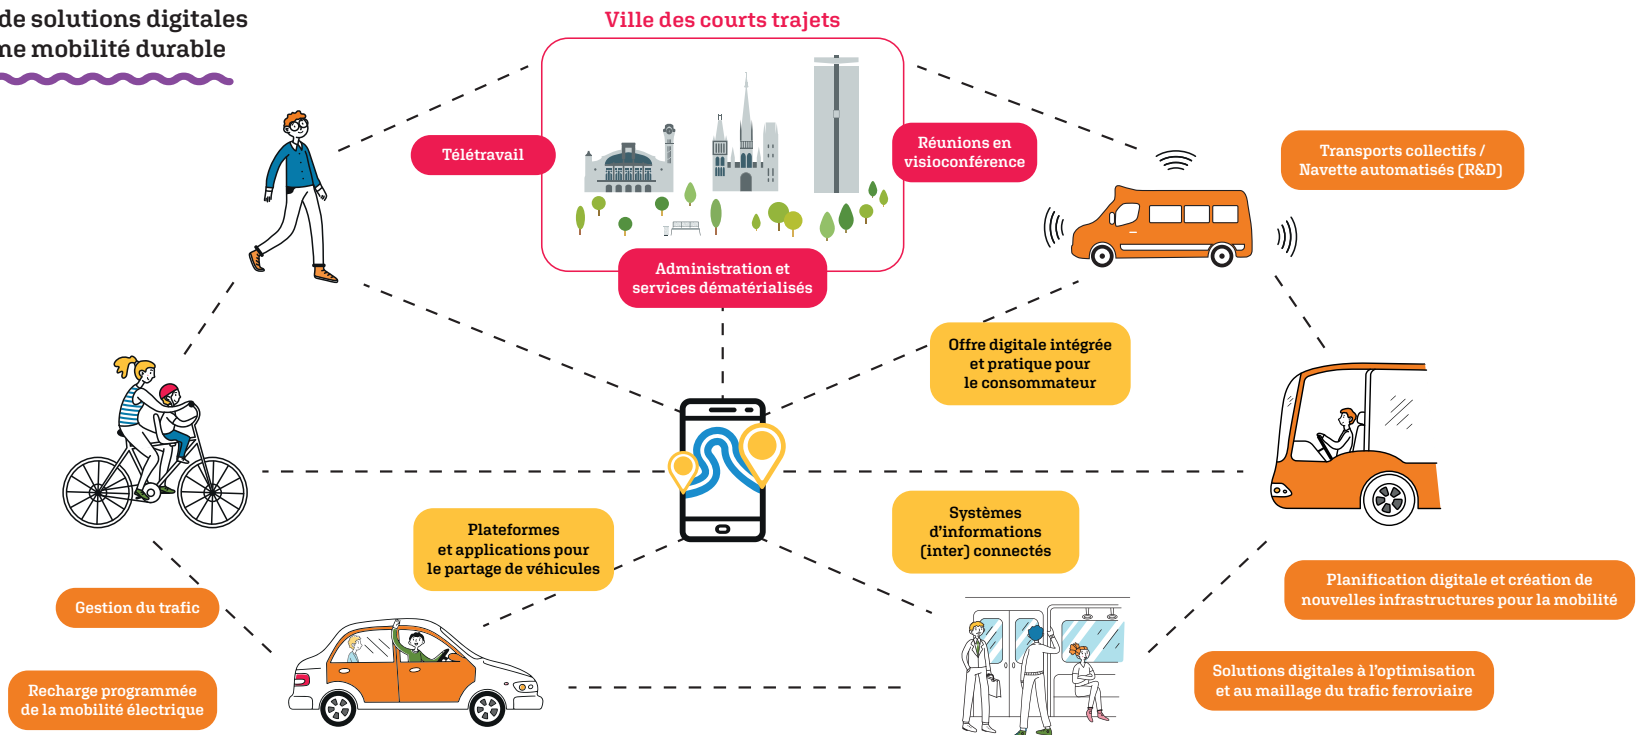 de solutions digitales
ne mobilité durable
Ville des courts trajets
Télétravail
Réunions en
visioconférence
Transports collectifs /
Navette automatisés (R&D)
Administration et
services dématérialisés
Offre digitale intégrée
et pratique pour
le consommateur
Plateformes
et applications pour
le partage de véhicules
Systèmes
d'informations
(inter) connectés
Gestion du trafic
Planification digitale et création de
nouvelles infrastructures pour la mobilité
Recharge programmée
de la mobilité électrique
Solutions digitales à l'optimisation
et au maillage du trafic ferroviaire